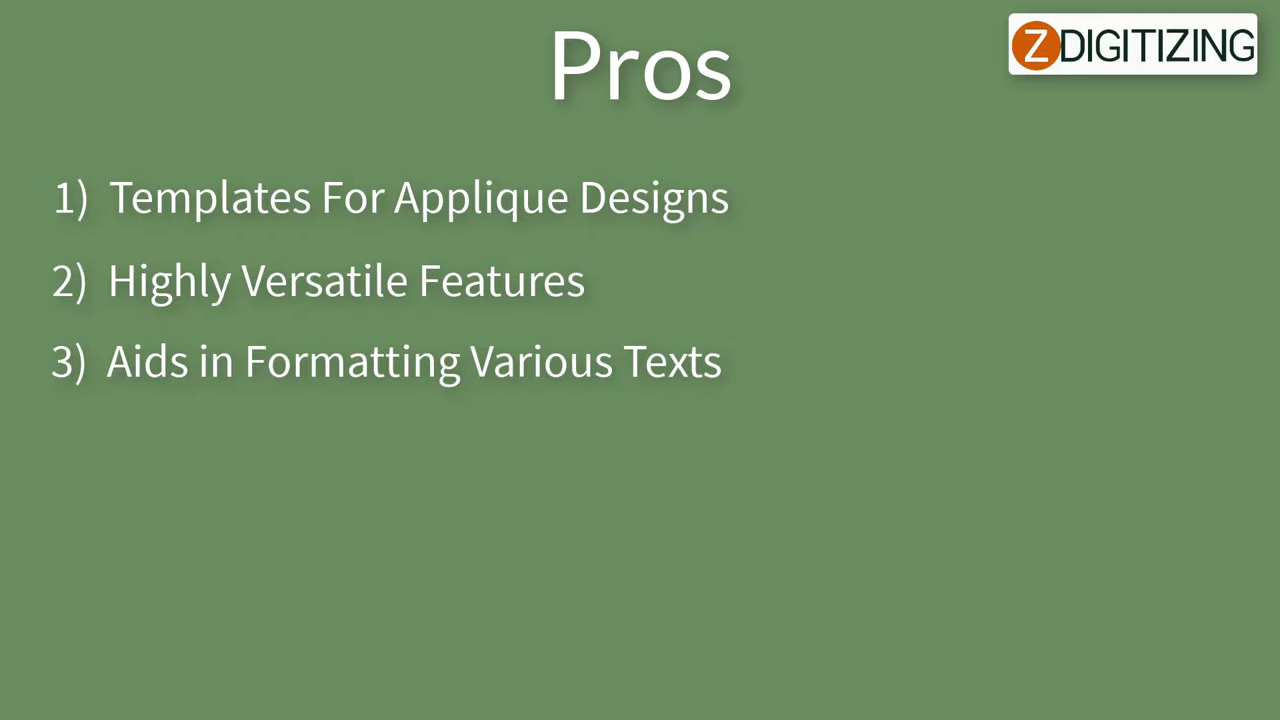 Pros
ZDIGITIZING
1) Templates For Applique Designs
2) Highly Versatile Features
3) Aids in Formatting Various Texts